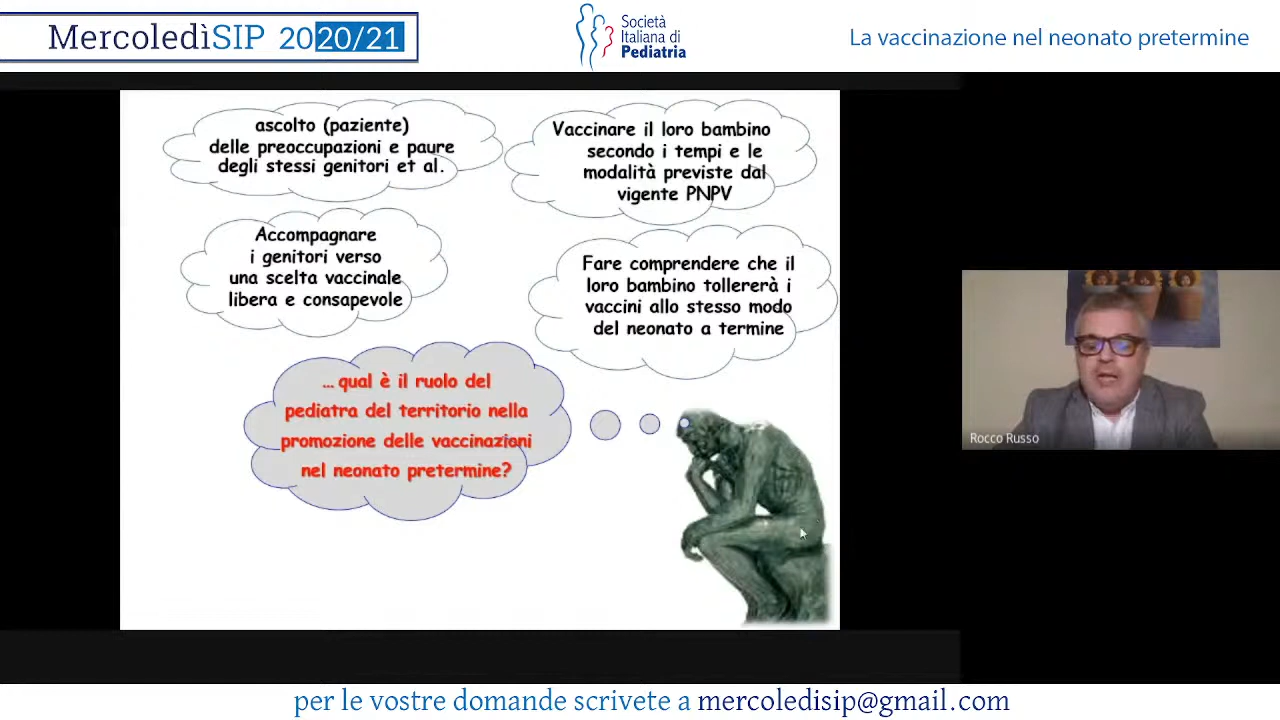 MercoledìSIP 2020/21
Società
Italiana di
Pediatria
La vaccinazione nel neonato pretermine
ascolto (paziente)
delle preoccupazioni e paure
degli stessi genitori et al.
Vaccinare il loro bambino
secondo i tempi e le
modalità previste dal
vigente PNPV
Accompagnare
i genitori verso
una scelta vaccinale
libera e consapevole
Fare comprendere che il
loro bambino tollererà i
vaccini allo stesso modo
del neonato a termine
... qual è il ruolo del
pediatra del territorio nella
promozione delle vaccinazioni
nel neonato pretermine?
Rocco Russo
per le vostre domande scrivete a mercoledisip@gmail.com